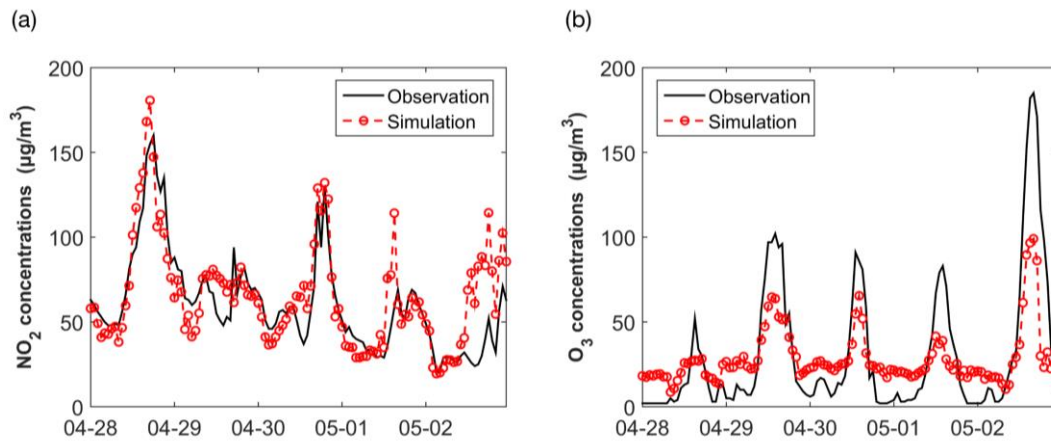 (a)
NO2 concentrations (μg/m3)
200
150
100
50
0
Observation
Simulation
04-28
04-29
04-30
05-01
05-02
(b)
O3 concentrations (μg/m3)
200
150
100
50
0
Observation
Simulation
04-28
04-29
04-30
05-01
05-02